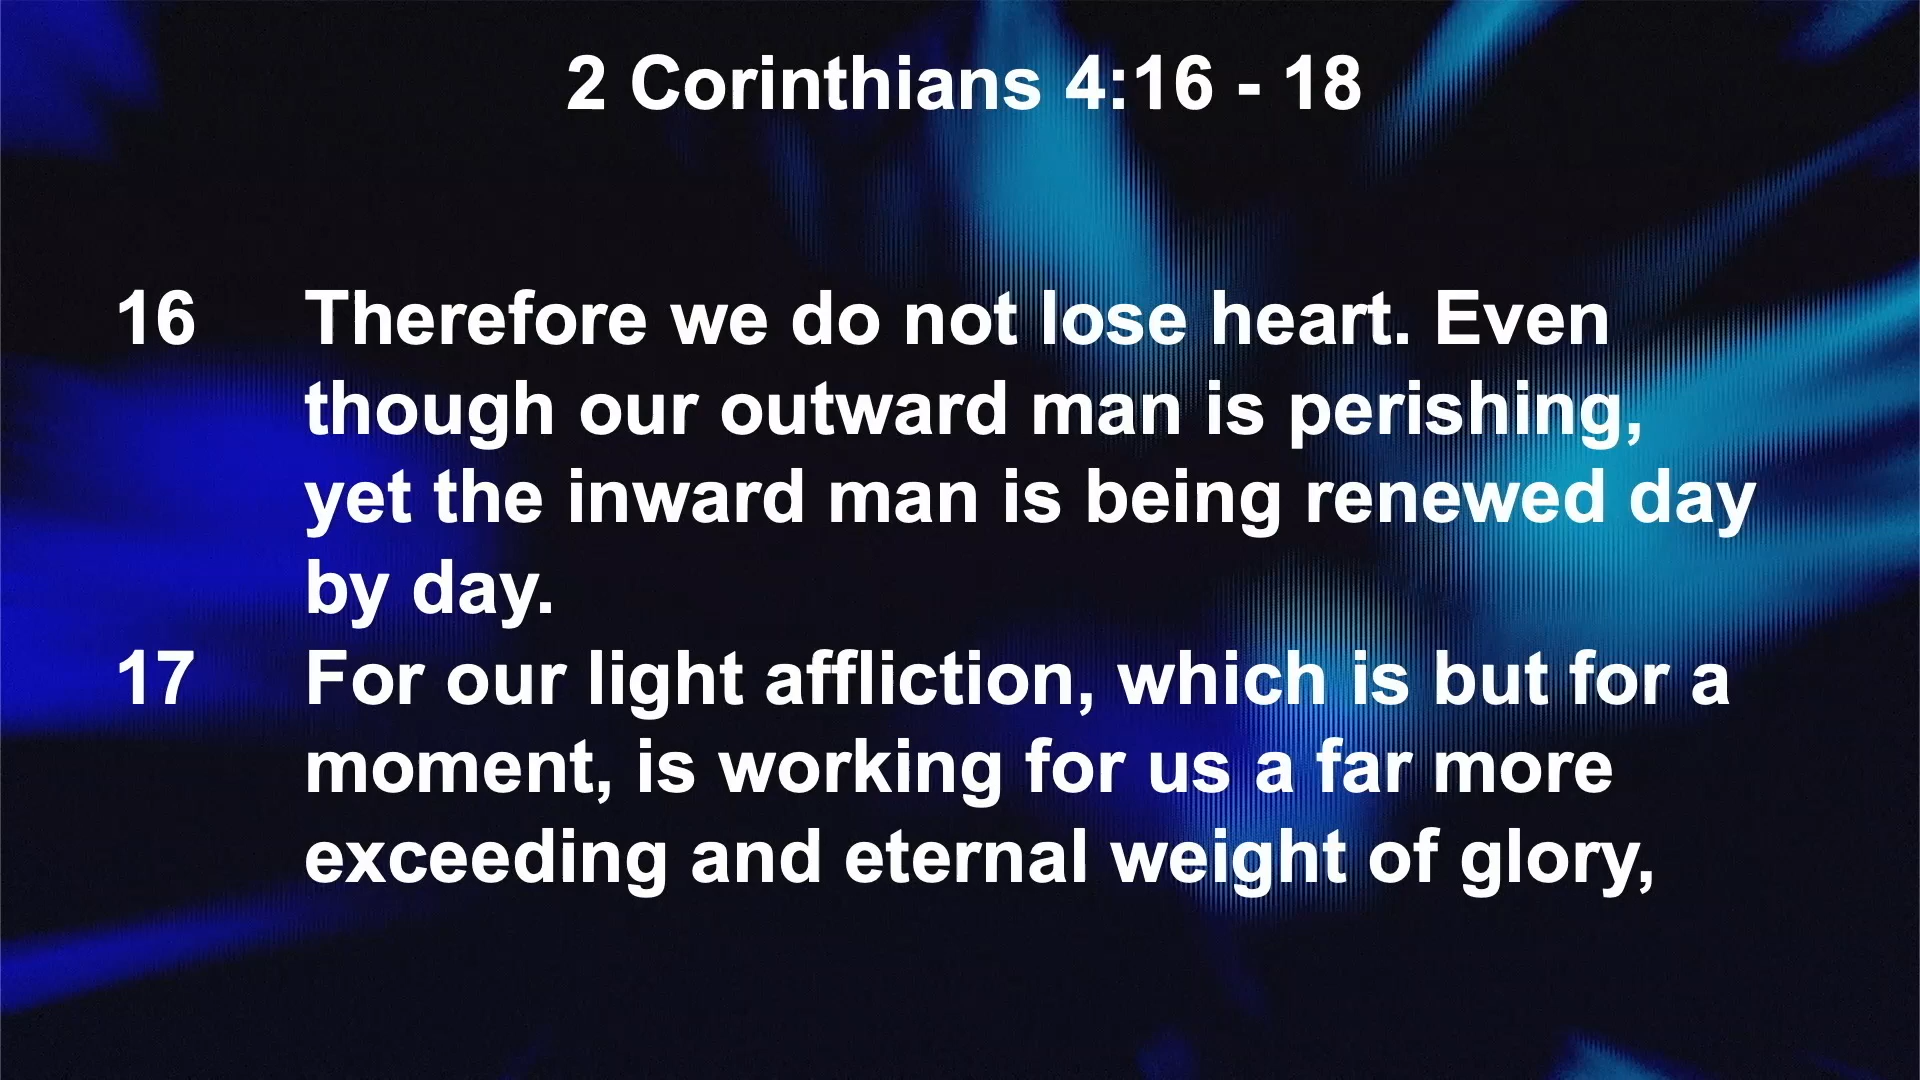 2 Corinthians 4:16 - 18
16 Therefore we do not lose heart. Even
though our outward man is perishing,
yet the inward man is being renewed day
by day.
17 For our light affliction, which is but for a
moment, is working for us a far more
exceeding and eternal weight of glory,